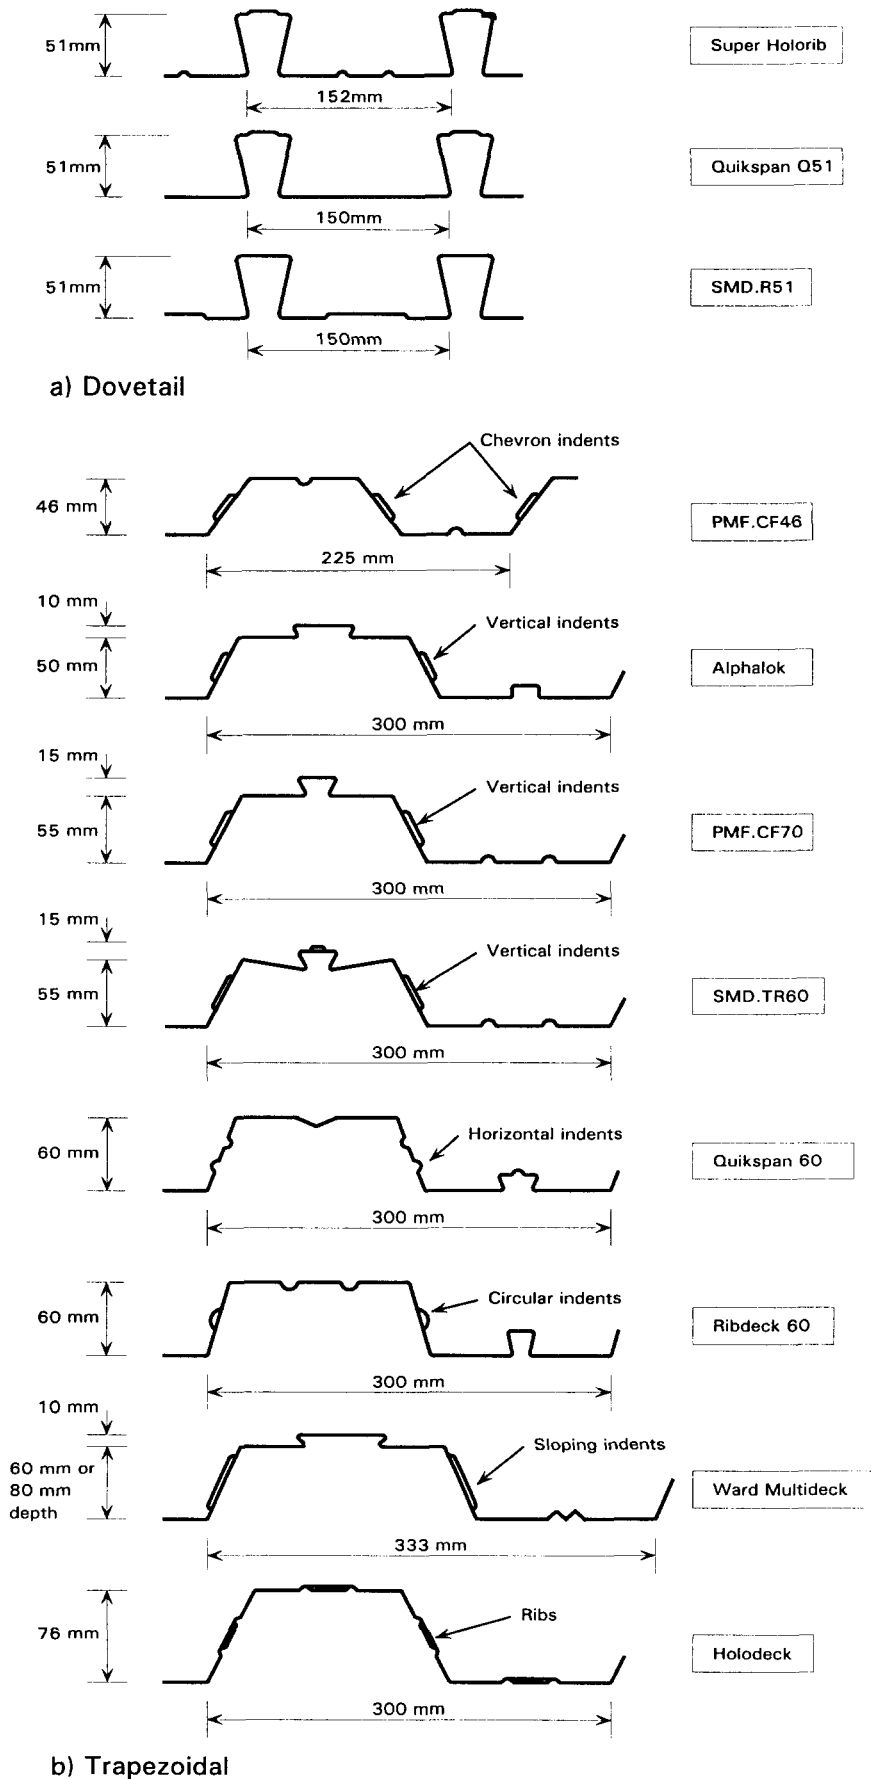 51mm
152mm
Super Holorib
51mm
150mm
Quikspan Q51
51mm
150mm
SMD.R51
a) Dovetail
Chevron indents
46 mm
225 mm
PMF.CF46
10 mm
50 mm
Vertical indents
300 mm
Alphalok
15 mm
55 mm
Vertical indents
300 mm
PMF.CF70
15 mm
55 mm
Vertical indents
300 mm
SMD.TR60
60 mm
Horizontal indents
300 mm
Quikspan 60
60 mm
Circular indents
300 mm
Ribdeck 60
10 mm
60 mm or
80 mm
depth
Sloping indents
333 mm
Ward Multideck
76 mm
Ribs
300 mm
Holodeck
b) Trapezoidal